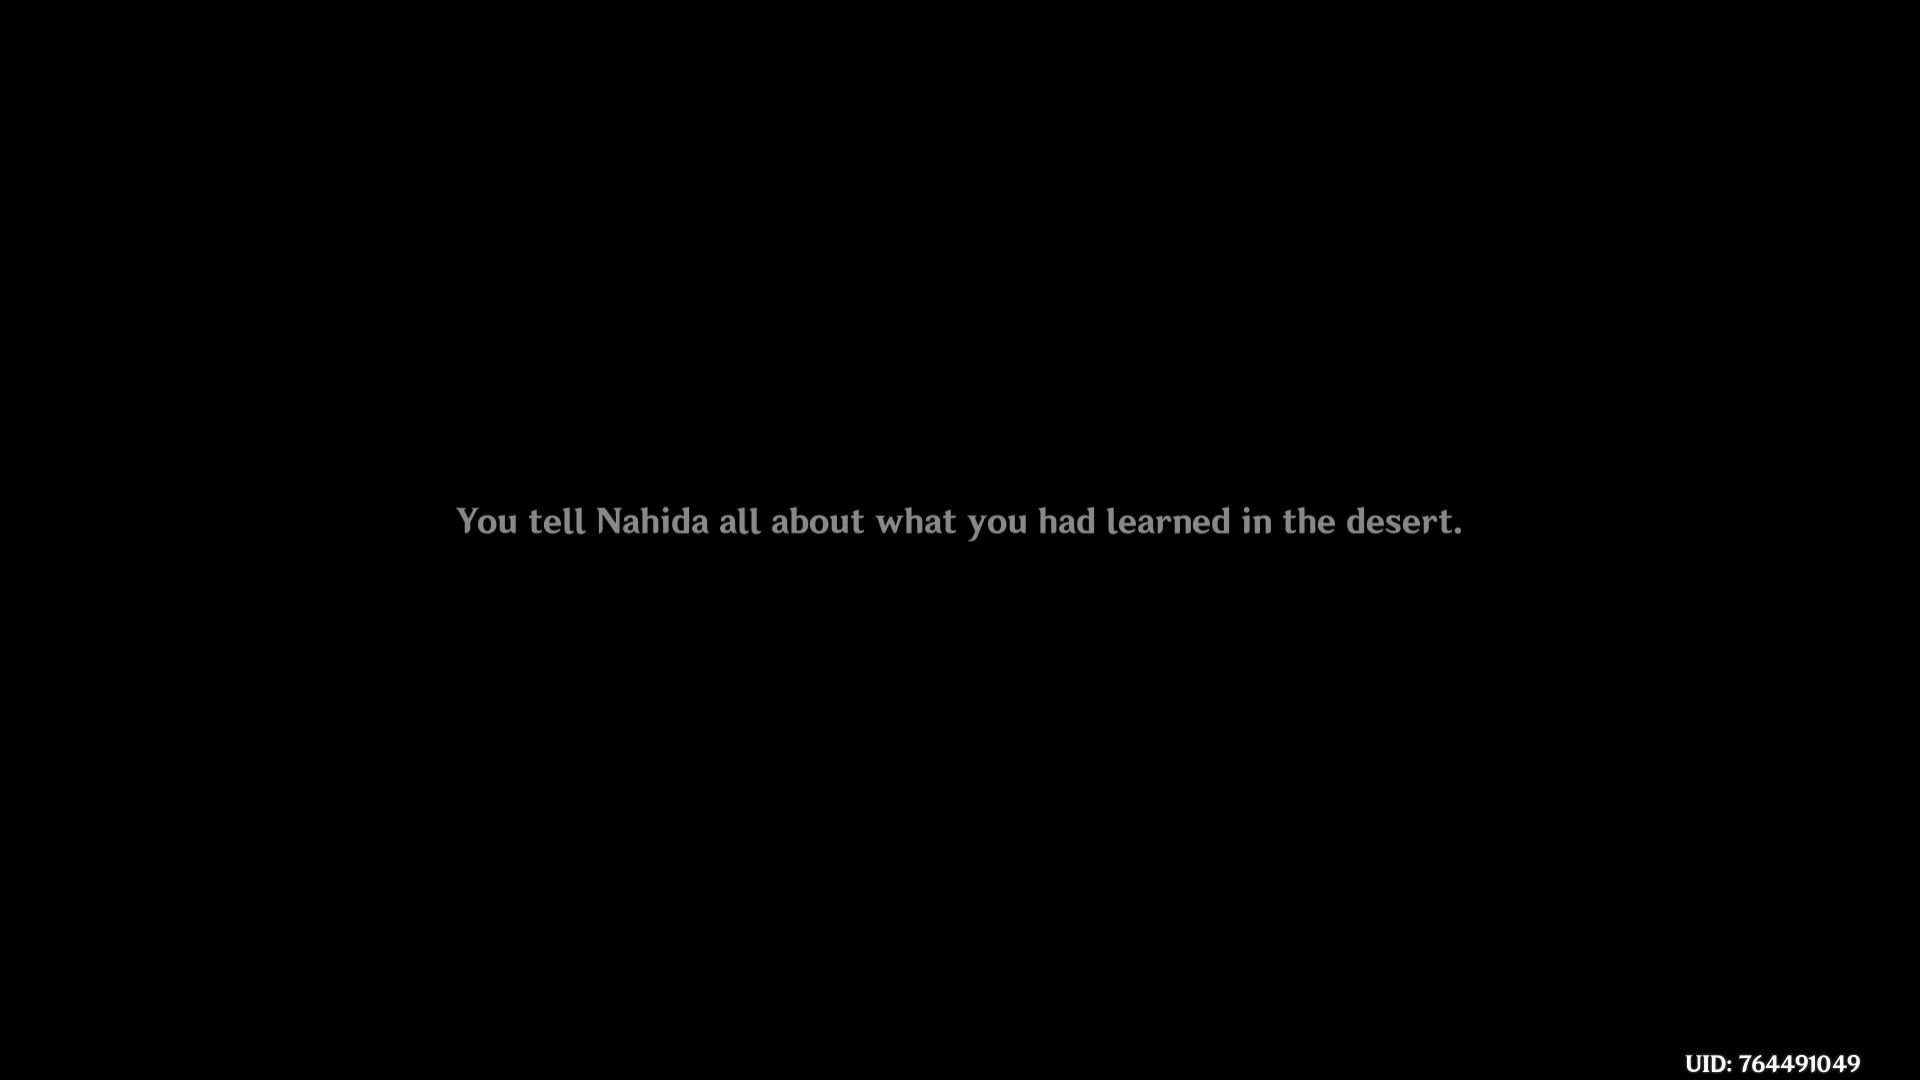 You tell Nahida all about what you had learned in the desert.
UID: 764491049